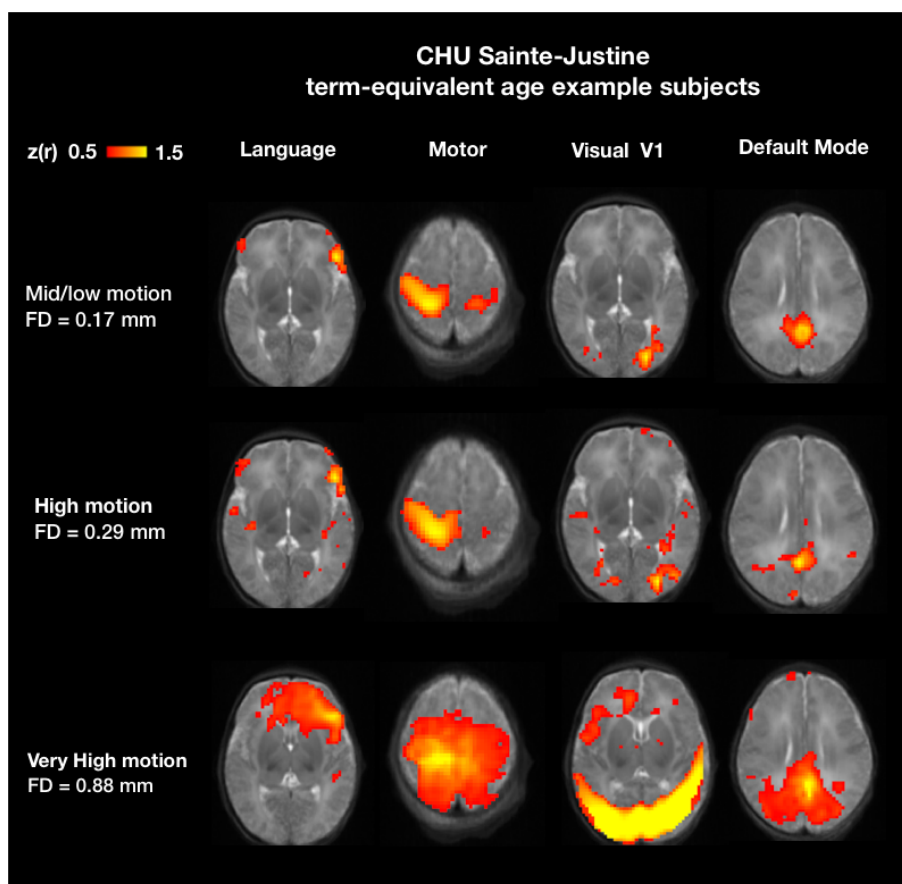 CHU Sainte-Justine
term-equivalent age example subjects
z(r) 0.5 1.5 Language Motor Visual V1 Default Mode
Mid/low motion
FD = 0.17 mm
High motion
FD = 0.29 mm
Very High motion
FD = 0.88 mm